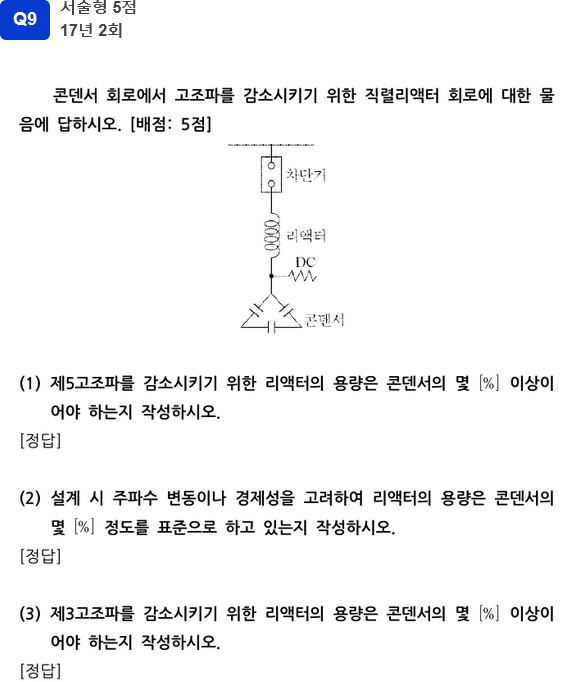 Q9
서술형 5점
17년 2회
콘덴서 회로에서 고조파를 감소시키기 위한 직렬리액터 회로에 대한 물
음에 답하시오. [배점: 5점]
차단기
리액터
DC
콘덴서
(1) 제5고조파를 감소시키기 위한 리액터의 용량은 콘덴서의 몇 [%] 이상이
어야 하는지 작성하시오.
[정답]
(2) 설계 시 주파수 변동이나 경제성을 고려하여 리액터의 용량은 콘덴서의
몇 [%] 정도를 표준으로 하고 있는지 작성하시오.
[정답]
(3) 제3고조파를 감소시키기 위한 리액터의 용량은 콘덴서의 몇 [%] 이상이
어야 하는지 작성하시오.
[정답]